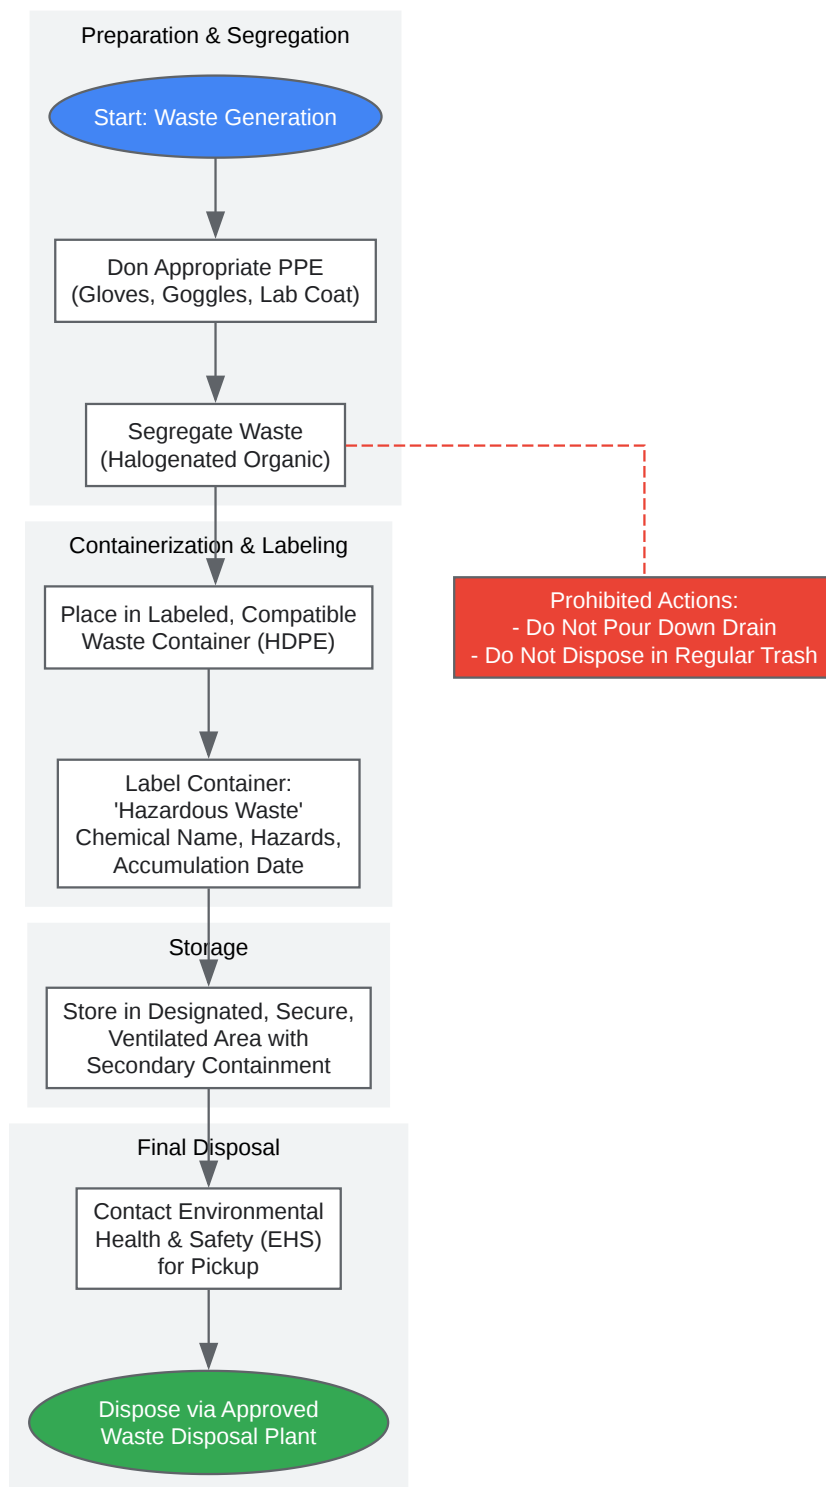 Preparation & Segregation
Start: Waste Generation
Don Appropriate PPE
(Gloves, Goggles, Lab Coat)
Segregate Waste
(Halogenated Organic)
Containerization & Labeling
Place in Labeled, Compatible
Waste Container (HDPE)
Prohibited Actions:
- Do Not Pour Down Drain
- Do Not Dispose in Regular Trash
Label Container:
'Hazardous Waste'
Chemical Name, Hazards,
Accumulation Date
Storage
Store in Designated, Secure,
Ventilated Area with
Secondary Containment
Final Disposal
Contact Environmental
Health & Safety (EHS)
for Pickup
Dispose via Approved
Waste Disposal Plant